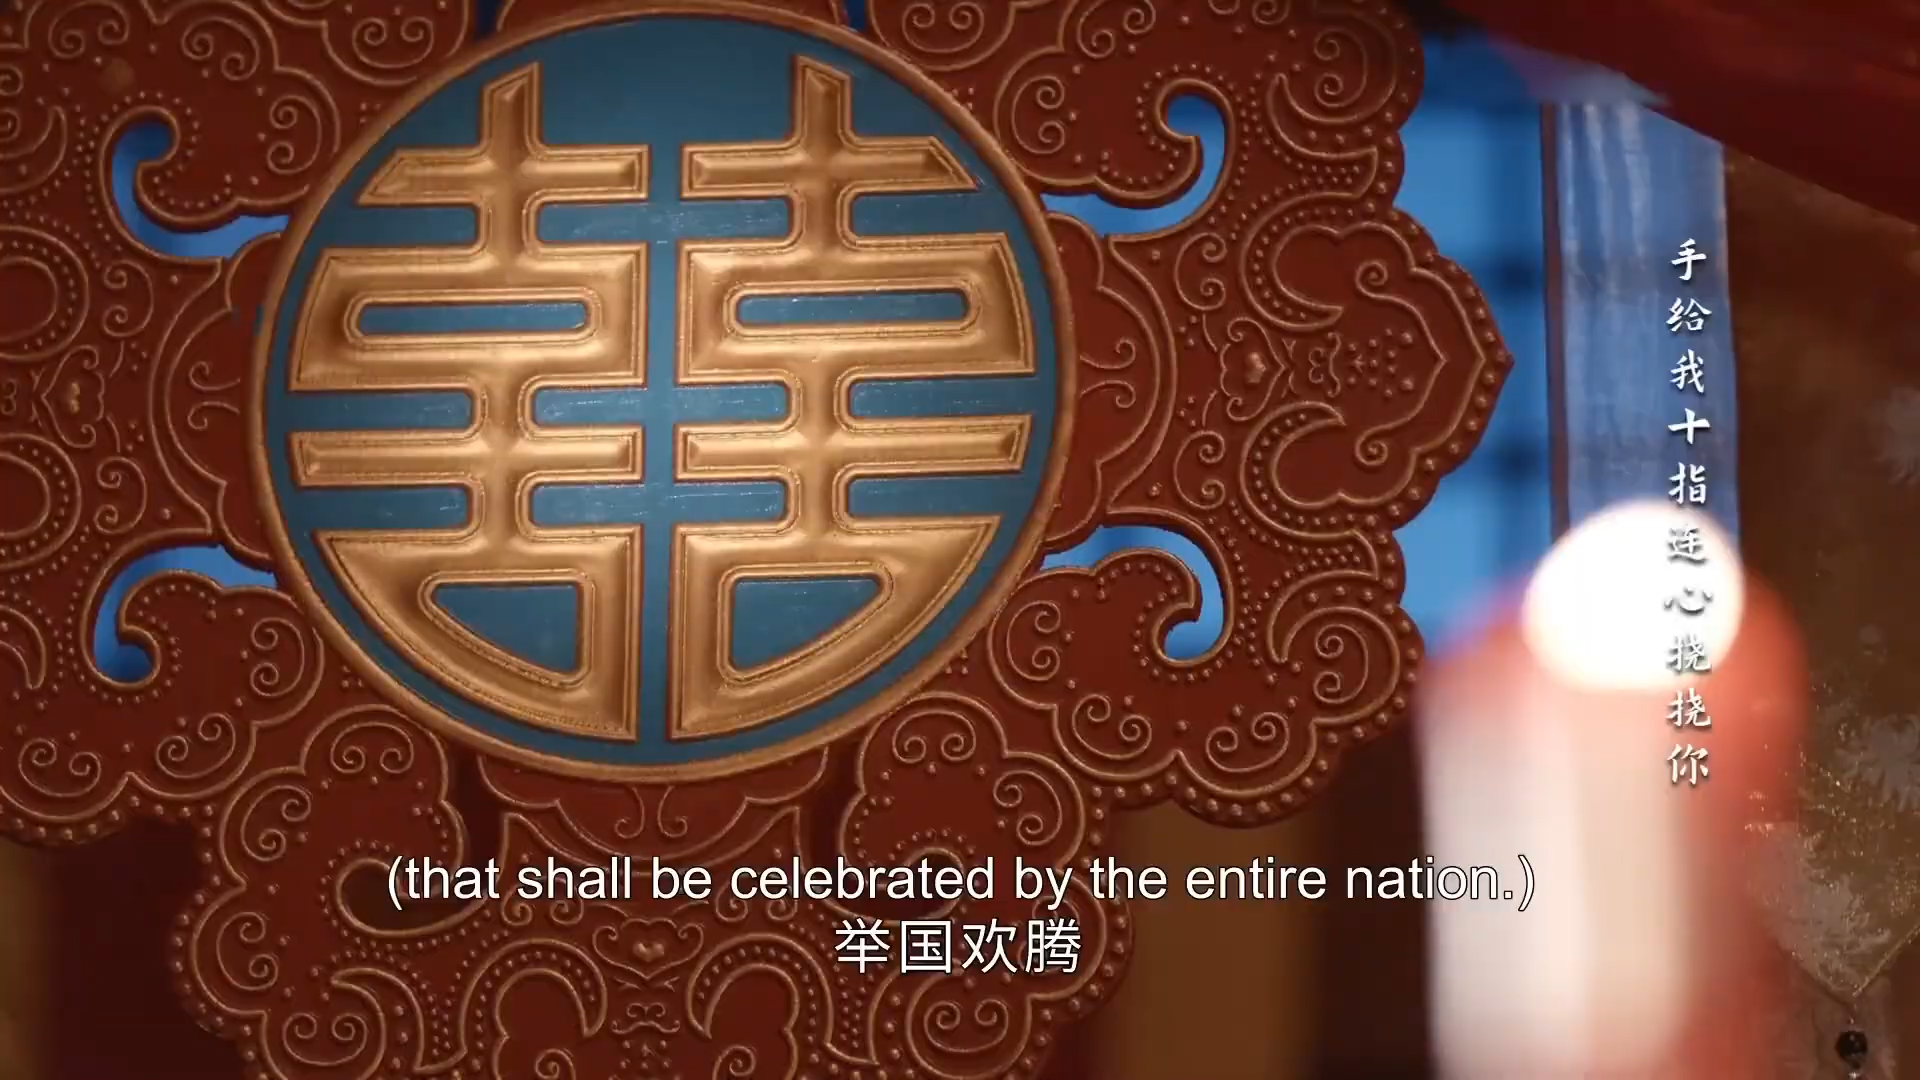 囍
手给我十指连心挠挠你
(that shall be celebrated by the entire nation.)
举国欢腾